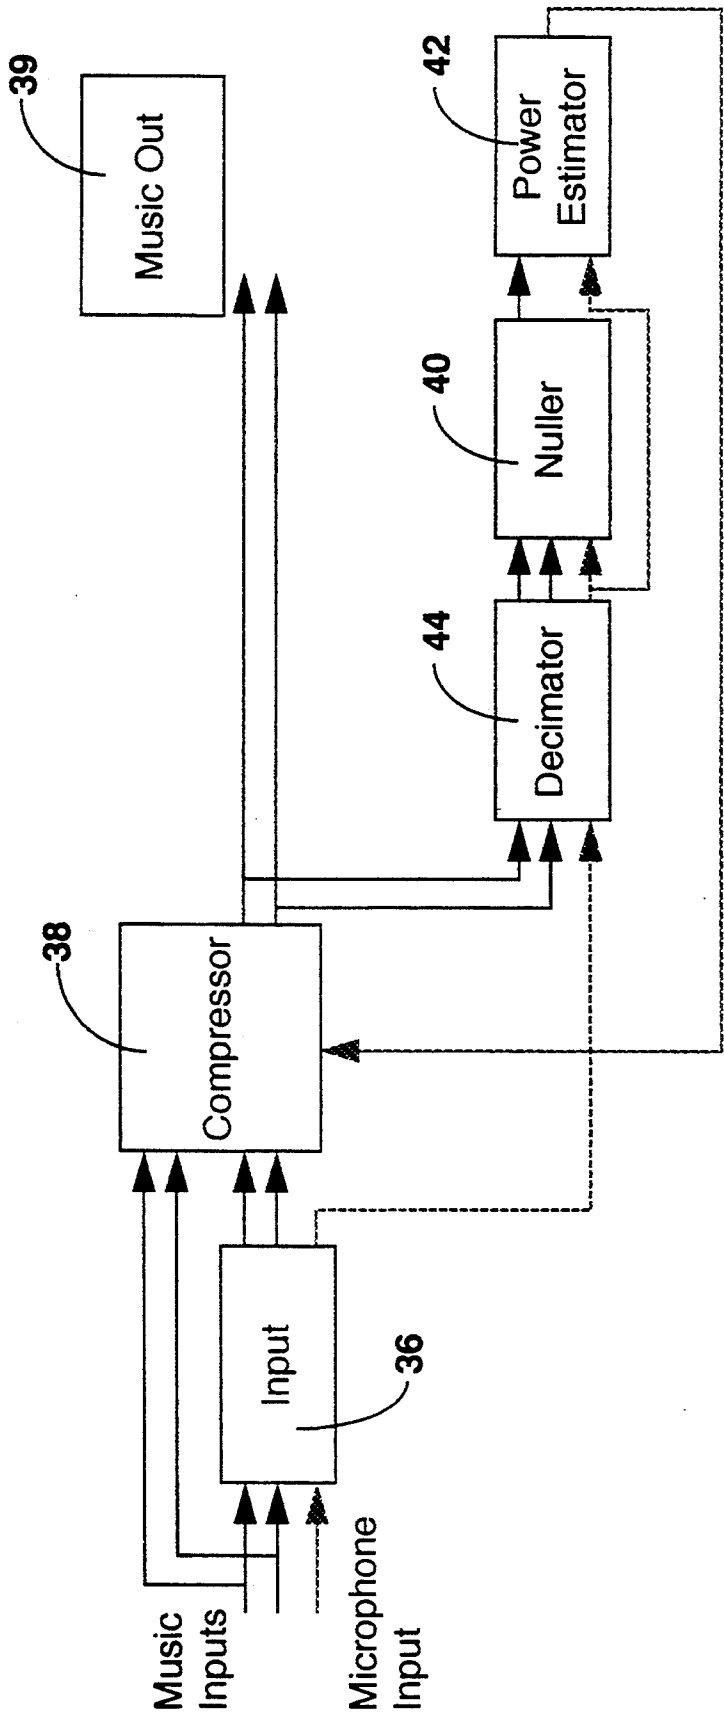 Music
Inputs
Microphone
Input
Input
36
Compressor
38
Music Out
39
Decimator
44
Nuller
40
Power
Estimator
42